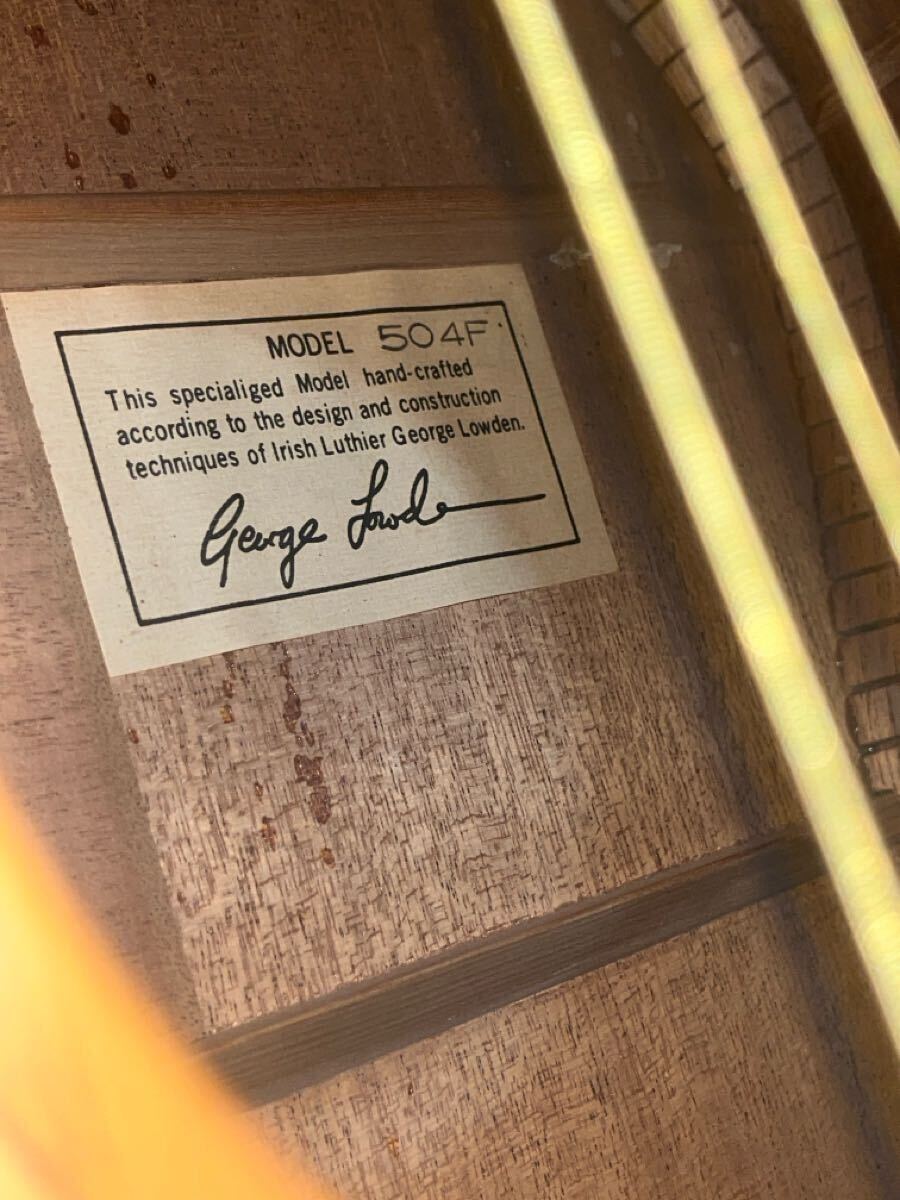 MODEL 504F
This specialiged Model hand-crafted
according to the design and construction
techniques of Irish Luthier George Lowden.
George Lowden